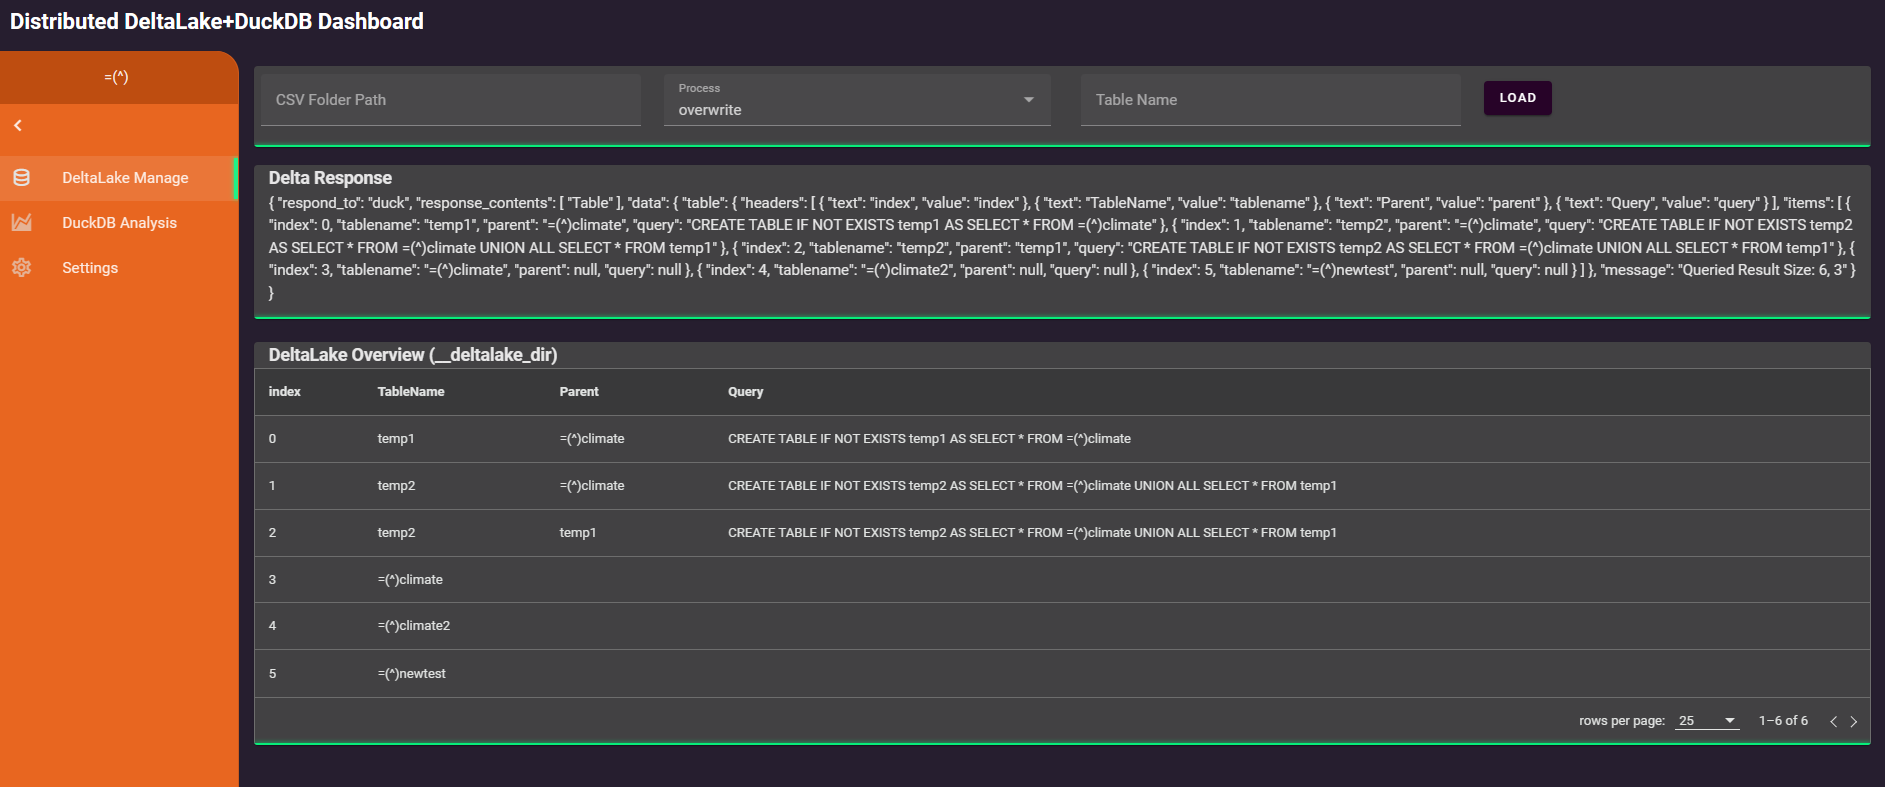 Distributed DeltaLake+DuckDB Dashboard
=(^)
DeltaLake Manage
DuckDB Analysis
Settings
CSV Folder Path
Process
overwrite
Table Name
LOAD
Delta Response
{ "respond_to": "duck", "response_contents": [ "Table" ], "data": { "table": { "headers": [ { "text": "index", "value": "index" }, { "text": "TableName", "value": "tablename" }, { "text": "Parent", "value": "parent" }, { "text": "Query", "value": "query" } ], "items": [ {
"index": 0, "tablename": "temp1", "parent": "=(^)climate", "query": "CREATE TABLE IF NOT EXISTS temp1 AS SELECT * FROM =(^)climate" }, { "index": 1, "tablename": "temp2", "parent": "=(^)climate", "query": "CREATE TABLE IF NOT EXISTS temp2
AS SELECT * FROM =(^)climate UNION ALL SELECT * FROM temp1" }, { "index": 2, "tablename": "temp2", "parent": "temp1", "query": "CREATE TABLE IF NOT EXISTS temp2 AS SELECT * FROM =(^)climate UNION ALL SELECT * FROM temp1" }, {
"index": 3, "tablename": "=(^)climate", "parent": null, "query": null }, { "index": 4, "tablename": "=(^)climate2", "parent": null, "query": null }, { "index": 5, "tablename": "=(^)newtest", "parent": null, "query": null } ] }, "message": "Queried Result Size: 6, 3" }
}
DeltaLake Overview (__deltalake_dir)
index TableName Parent Query
0 temp1 =(^)climate CREATE TABLE IF NOT EXISTS temp1 AS SELECT * FROM =(^)climate
1 temp2 =(^)climate CREATE TABLE IF NOT EXISTS temp2 AS SELECT * FROM =(^)climate UNION ALL SELECT * FROM temp1
2 temp2 temp1 CREATE TABLE IF NOT EXISTS temp2 AS SELECT * FROM =(^)climate UNION ALL SELECT * FROM temp1
3 =(^)climate
4 =(^)climate2
5 =(^)newtest
rows per page: 25 1–6 of 6